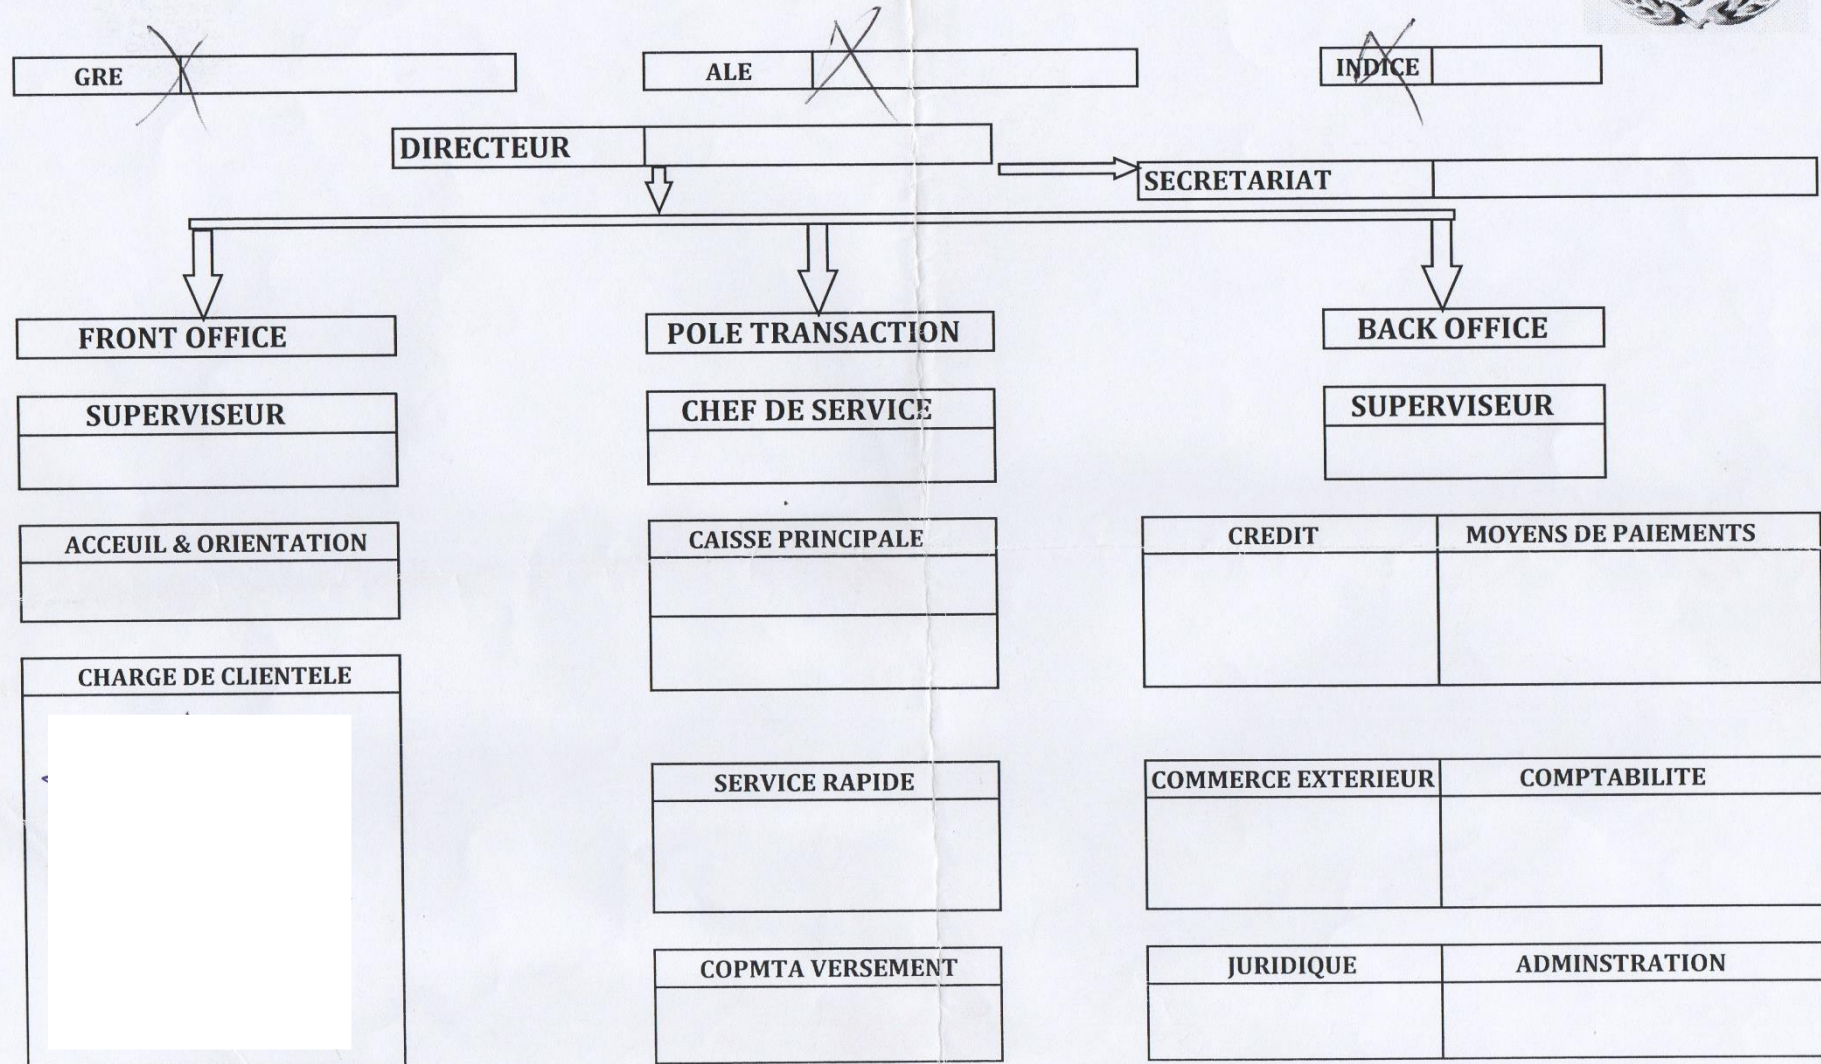 GRE
ALE
INDICE
DIRECTEUR
SECRETARIAT
FRONT OFFICE
POLE TRANSACTION
BACK OFFICE
SUPERVISEUR
CHEF DE SERVICE
SUPERVISEUR
ACCEUIL & ORIENTATION
CAISSE PRINCIPALE
CREDIT
MOYENS DE PAIEMENTS
CHARGE DE CLIENTELE
SERVICE RAPIDE
COMMERCE EXTERIEUR
COMPTABILITE
COPMTA VERSEMENT
JURIDIQUE
ADMINSTRATION